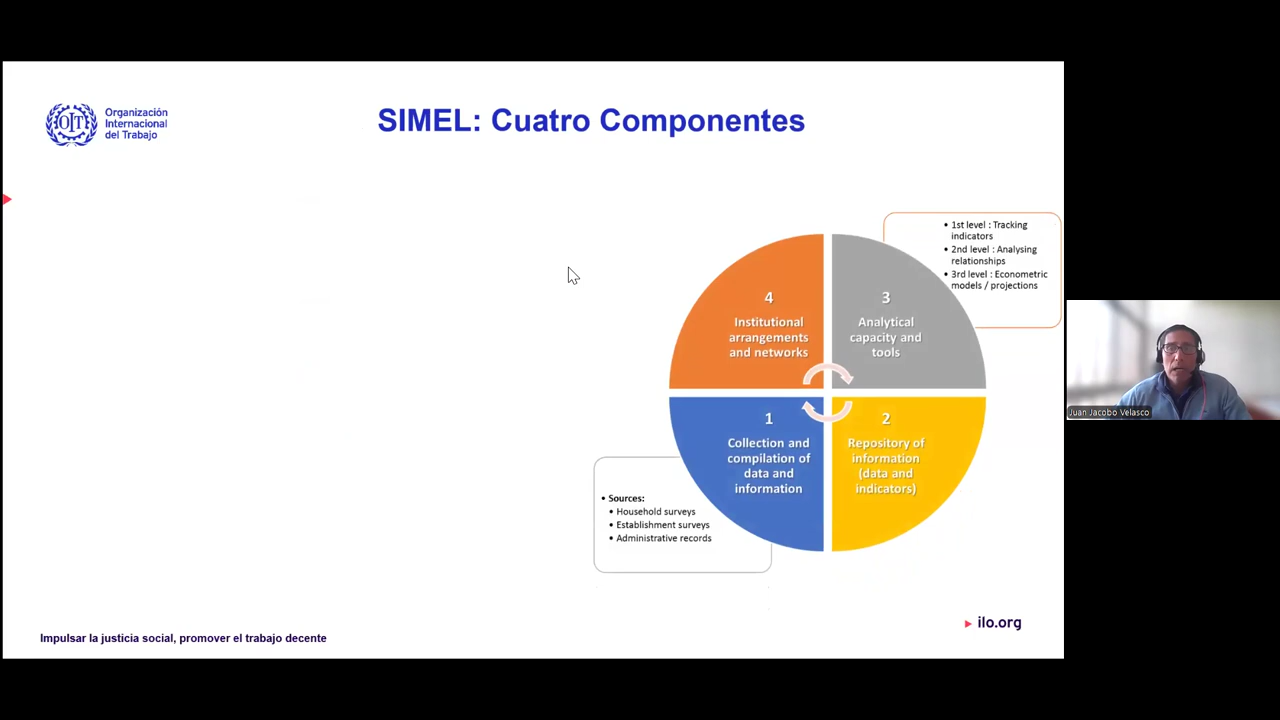 Organización
Internacional
del Trabajo
OIT
SIMEL: Cuatro Componentes
• 1st level : Tracking
indicators
• 2nd level : Analysing
relationships
• 3rd level : Econometric
models / projections
4
Institutional
arrangements
and networks
3
Analytical
capacity and
tools
1
Collection and
compilation of
data and
information
2
Repository of
information
(data and
indicators)
• Sources:
• Household surveys
• Establishment surveys
• Administrative records
Juan Jacobo Velasco
Impulsar la justicia social, promover el trabajo decente
ilo.org